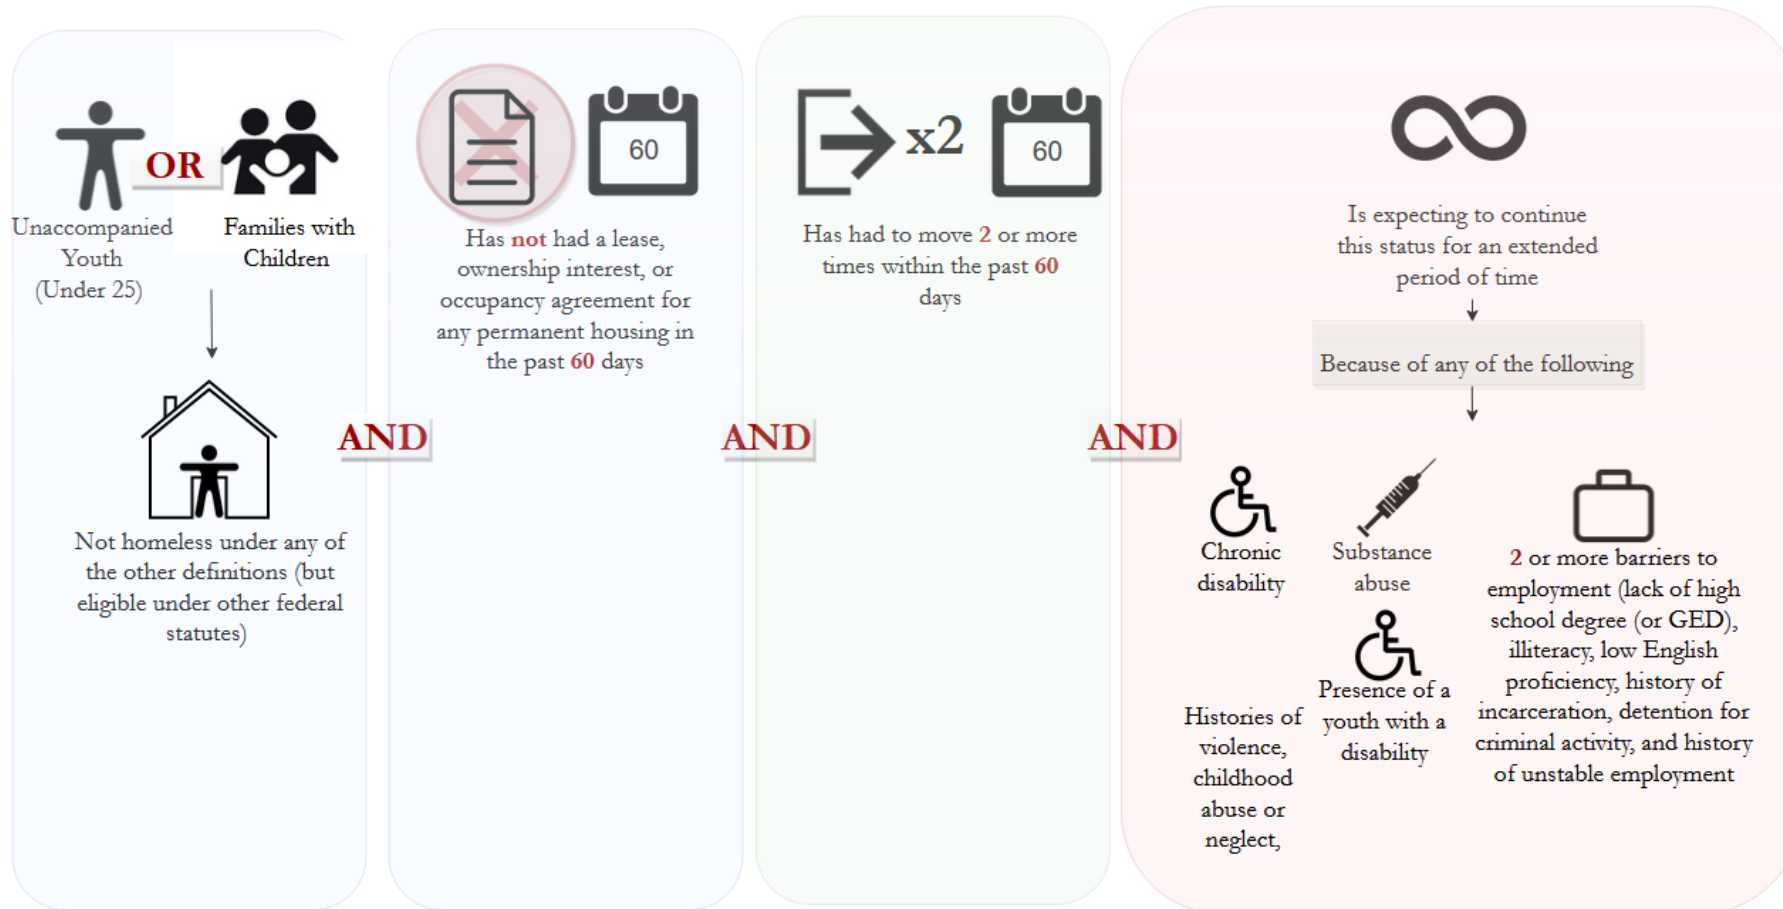 OR
Unaccompanied
Youth
(Under 25)
Families with
Children
Not homeless under any of
the other definitions (but
eligible under other federal
statutes)
AND
60
Has not had a lease,
ownership interest, or
occupancy agreement for
any permanent housing in
the past 60 days
AND
x2
60
Has had to move 2 or more
times within the past 60
days
AND
Is expecting to continue
this status for an extended
period of time
Because of any of the following
Chronic
disability
Substance
abuse
Histories of
violence,
childhood
abuse or
neglect,
Presence of a
youth with a
disability
2 or more barriers to
employment (lack of high
school degree (or GED),
illiteracy, low English
proficiency, history of
incarceration, detention for
criminal activity, and history
of unstable employment